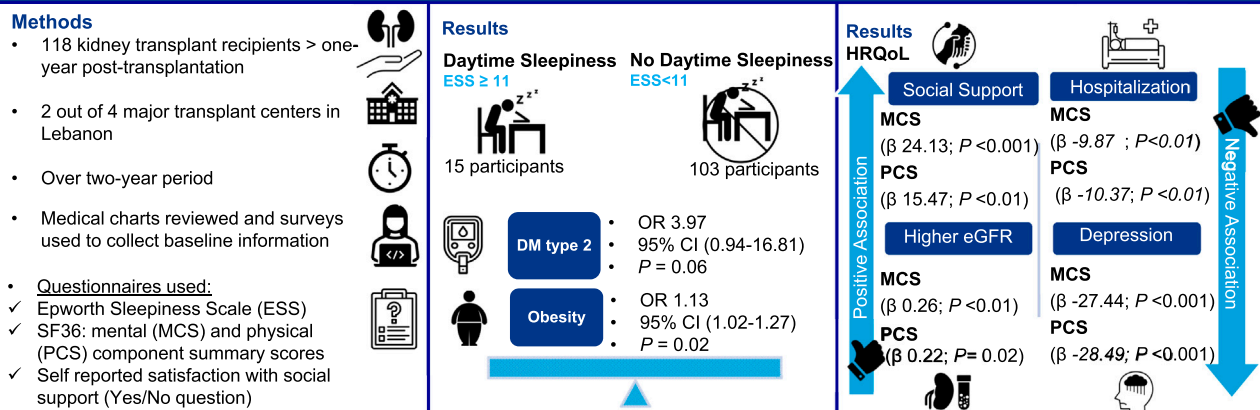 Methods
• 118 kidney transplant recipients > one-
year post-transplantation
• 2 out of 4 major transplant centers in
Lebanon
• Over two-year period
• Medical charts reviewed and surveys
used to collect baseline information
• Questionnaires used:
✓ Epworth Sleepiness Scale (ESS)
✓ SF36: mental (MCS) and physical
(PCS) component summary scores
✓ Self reported satisfaction with social
support (Yes/No question)
</>
?
Results
Daytime Sleepiness
ESS ≥ 11
zzz
15 participants
No Daytime Sleepiness
ESS<11
zzz
103 participants
DM type 2
• OR 3.97
• 95% CI (0.94-16.81)
• P = 0.06
Obesity
• OR 1.13
• 95% CI (1.02-1.27)
• P = 0.02
Results
HRQoL
Positive Association
Social Support
MCS
(β 24.13; P <0.001)
PCS
(β 15.47; P <0.01)
Higher eGFR
MCS
(β 0.26; P <0.01)
PCS
(β 0.22; P= 0.02)
Hospitalization
MCS
(β -9.87 ; P<0.01)
PCS
(β -10.37; P <0.01)
Depression
MCS
(β -27.44; P <0.001)
PCS
(β -28.49; P <0.001)
Negative Association